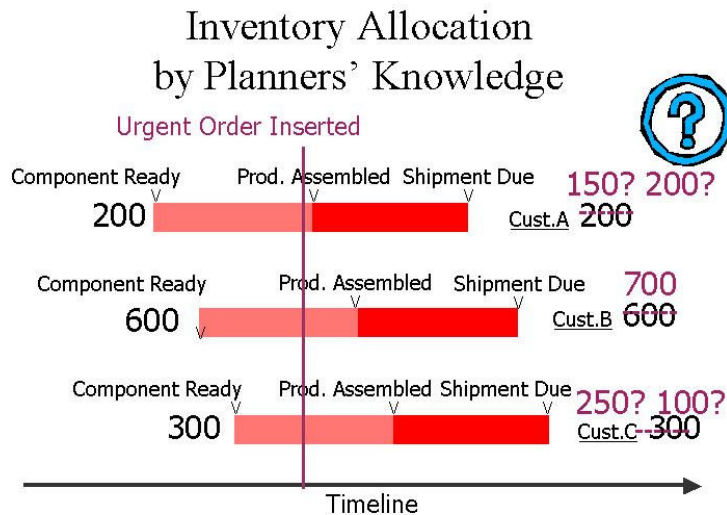 Inventory Allocation
by Planners’ Knowledge
Urgent Order Inserted
Component Ready Prod. Assembled Shipment Due 150? 200?
200 Cust.A 200
Component Ready Prod. Assembled Shipment Due 700
600 Cust.B 600
Component Ready Prod. Assembled Shipment Due 250? 100?
300 Cust.C 300
Timeline
?